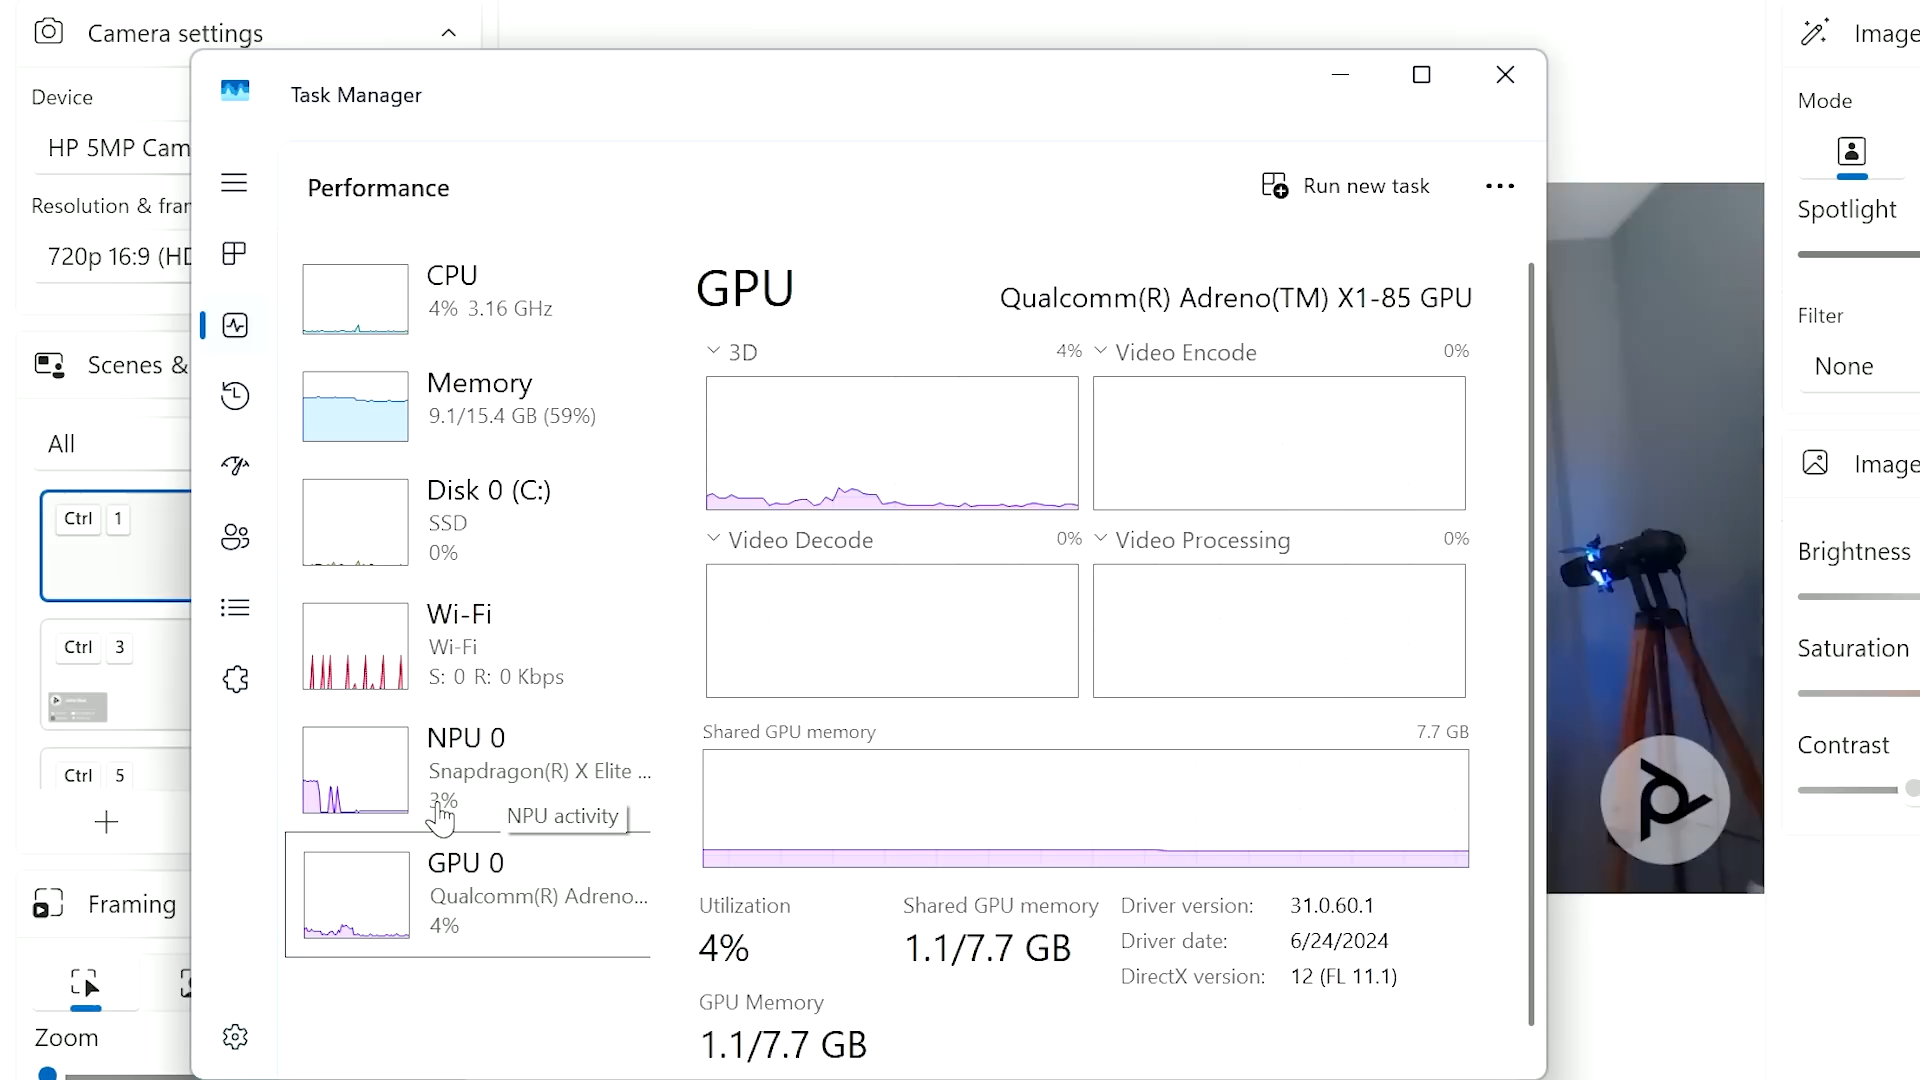 Camera settings
Device
HP 5MP Cam
Resolution & fra
720p 16:9 (HD
Scenes &
All
Ctrl 1
Ctrl 3
Ctrl 5
Framing
Zoom
Task Manager
Performance
Run new task
CPU
4% 3.16 GHz
Memory
9.1/15.4 GB (59%)
Disk 0 (C:)
SSD
0%
Wi-Fi
Wi-Fi
S: 0 R: 0 Kbps
NPU 0
Snapdragon(R) X Elite ...
3%
NPU activity
GPU 0
Qualcomm(R) Adreno...
4%
GPU
Qualcomm(R) Adreno(TM) X1-85 GPU
3D 4%
Video Encode 0%
Video Decode 0%
Video Processing 0%
Shared GPU memory 7.7 GB
Utilization
4%
Shared GPU memory
1.1/7.7 GB
Driver version: 31.0.60.1
Driver date: 6/24/2024
DirectX version: 12 (FL 11.1)
GPU Memory
1.1/7.7 GB
Image
Mode
Spotlight
Filter
None
Image
Brightness
Saturation
Contrast